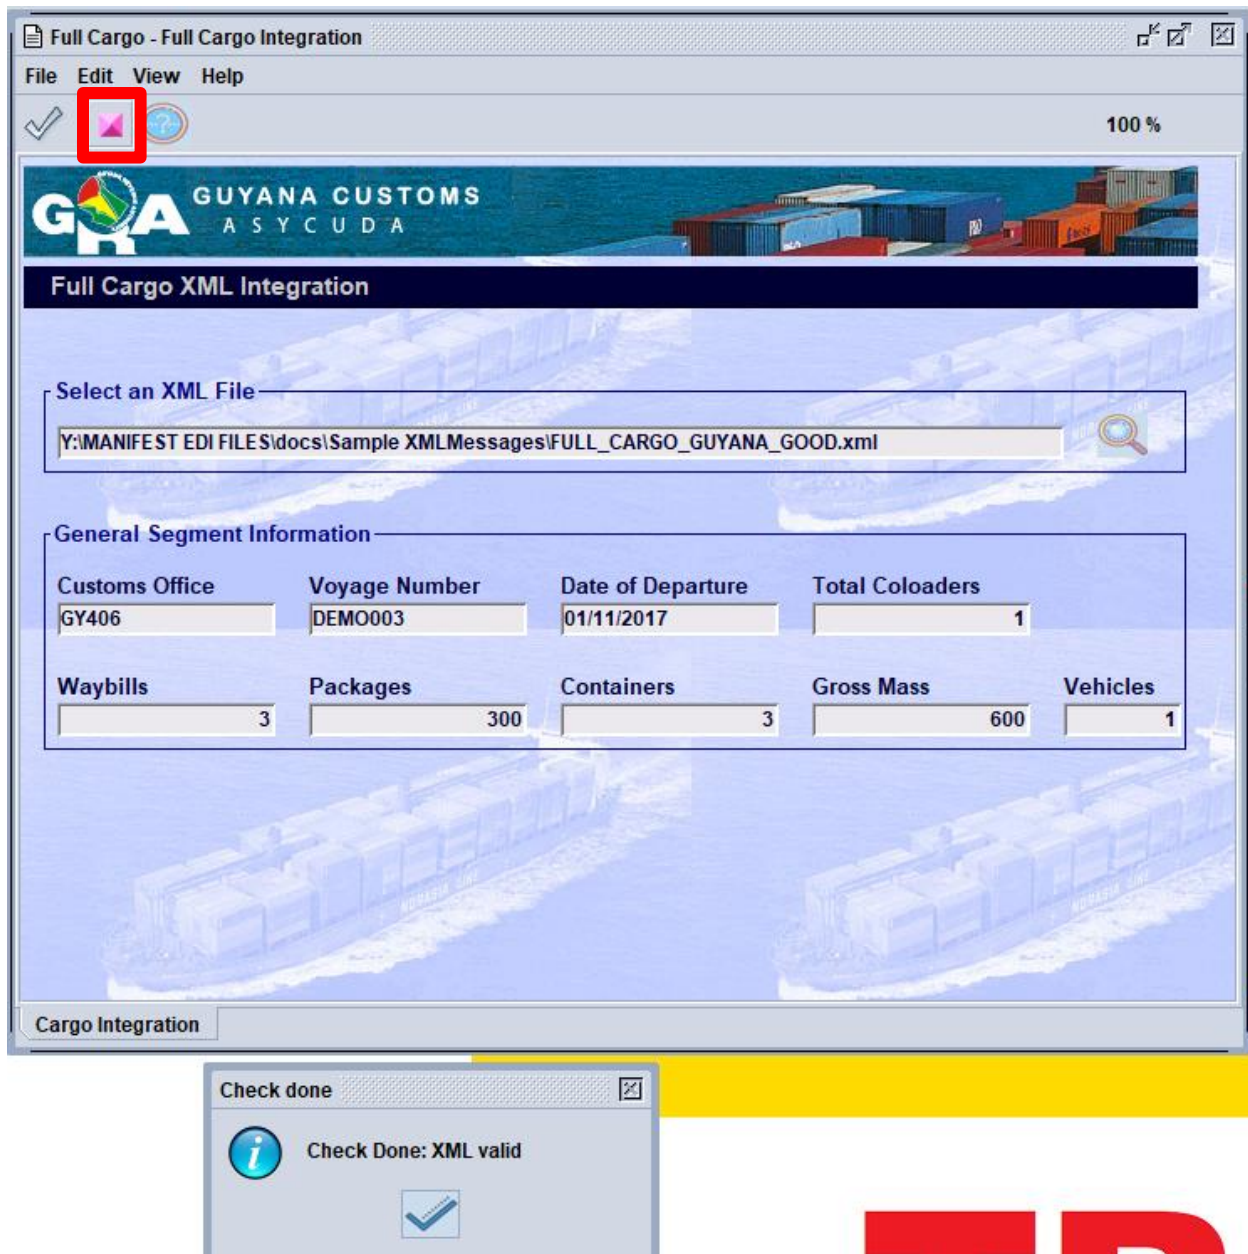 Full Cargo - Full Cargo Integration
File Edit View Help
100 %
GRA GUYANA CUSTOMS
ASYCUDA
Full Cargo XML Integration
Select an XML File
Y:\MANIFEST EDI FILES\docs\Sample XMLMessages\FULL_CARGO_GUYANA_GOOD.xml
General Segment Information
Customs Office Voyage Number Date of Departure Total Coloaders
GY406 DEMO003 01/11/2017 1
Waybills Packages Containers Gross Mass Vehicles
3 300 3 600 1
Cargo Integration
Check done
Check Done: XML valid